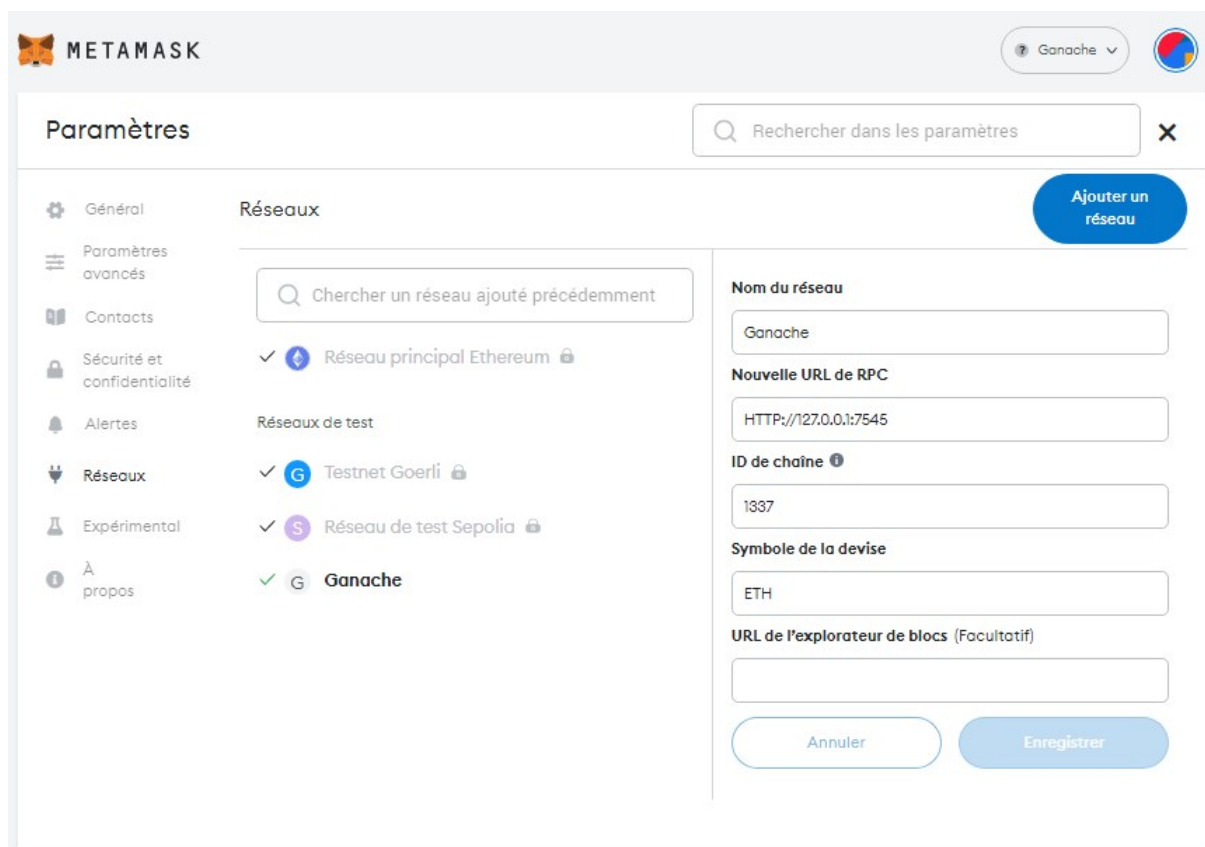 METAMASK
? Ganache
Paramètres
Rechercher dans les paramètres
Général
Paramètres
avancés
Contacts
Sécurité et
confidentialité
Alertes
Réseaux
Expérimental
À
propos
Réseaux
Ajouter un
réseau
Chercher un réseau ajouté précédemment
Réseau principal Ethereum
Réseaux de test
G Testnet Goerli
S Réseau de test Sepolia
G Ganache
Nom du réseau
Ganache
Nouvelle URL de RPC
HTTP://127.0.0.1:7545
ID de chaîne
1337
Symbole de la devise
ETH
URL de l'explorateur de blocs (Facultatif)
Annuler
Enregistrer